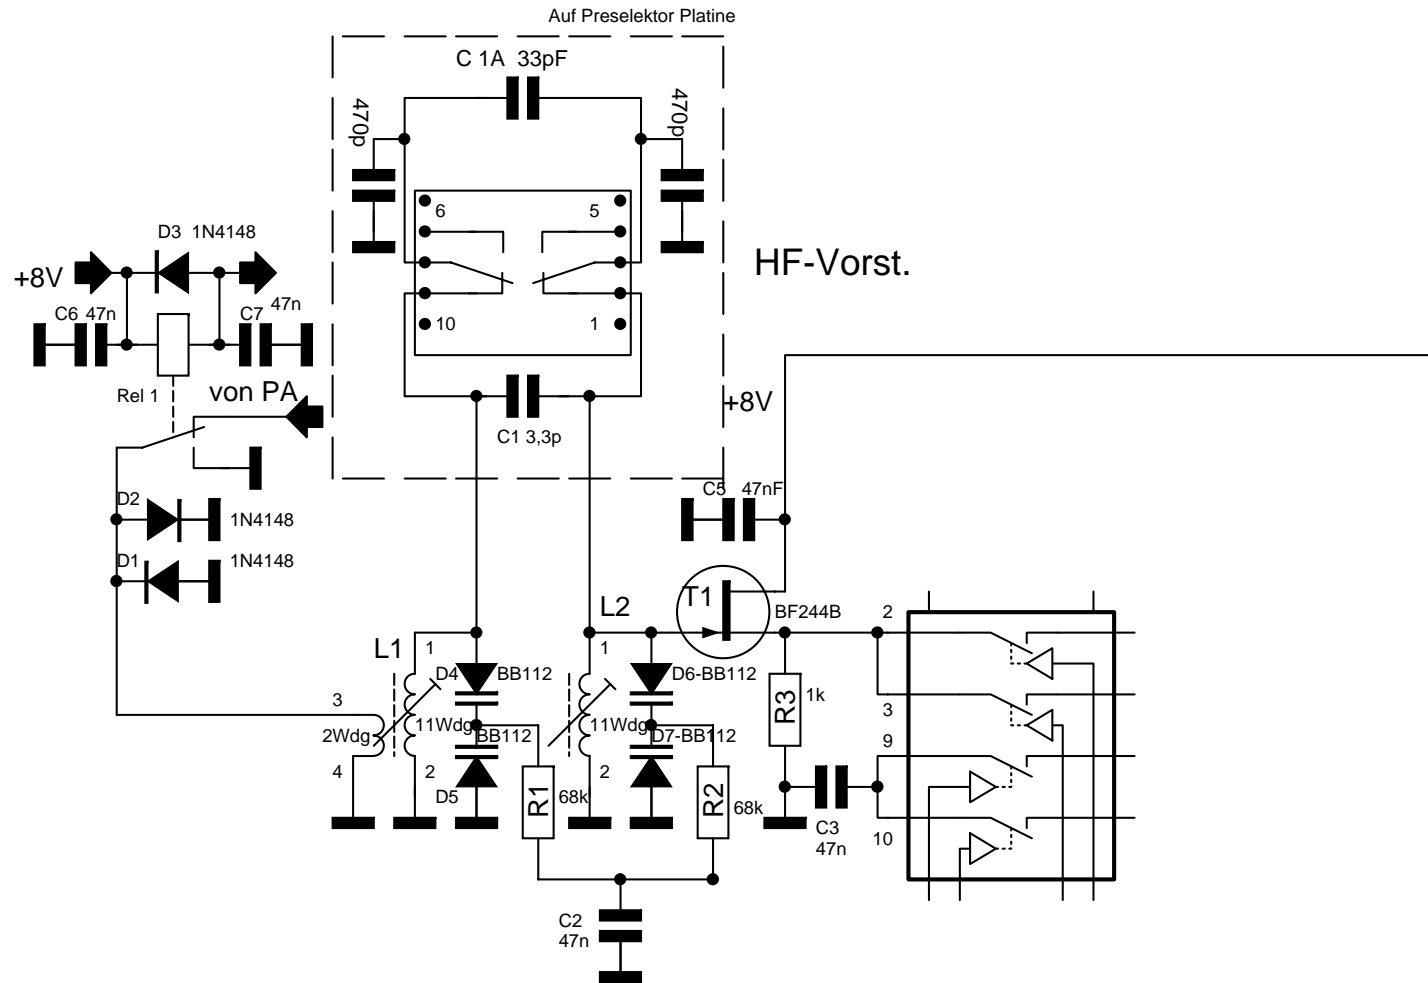 Auf Preselektor Platine
C 1A 33pF
470p
470p
6
5
10
1
HF-Vorst.
D3 1N4148
+8V
C6 47n
C7
47n
Rel 1
von PA
C1 3,3p
+8V
D2
1N4148
D1
1N4148
C5 47nF
T1
BF244B
L1
L2
1
2
3
4
2Wdg
11Wdg
D4
BB112
BB112
D5
R1
68k
1
2
11Wdg
D6-BB112
D7-BB112
R2
68k
R3
1k
C3
47n
2
3
9
10
C2
47n